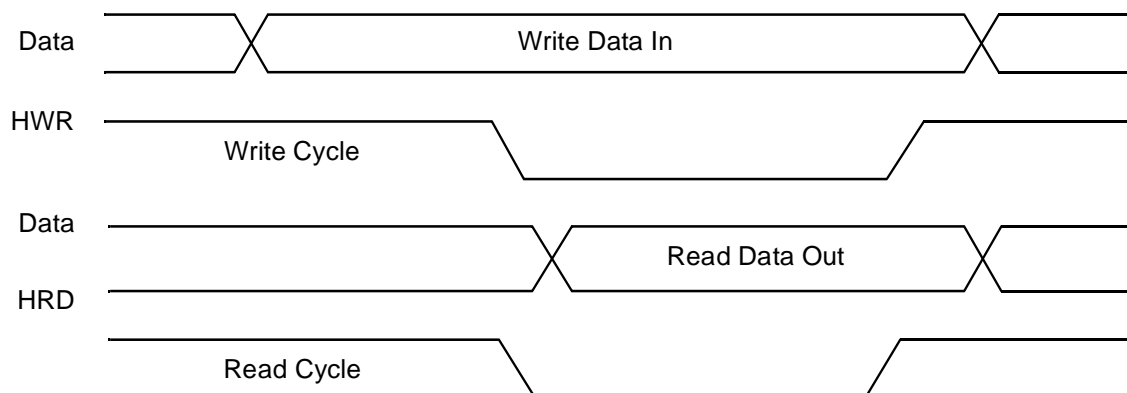 Data
Write Data In
HWR
Write Cycle
Data
Read Data Out
HRD
Read Cycle